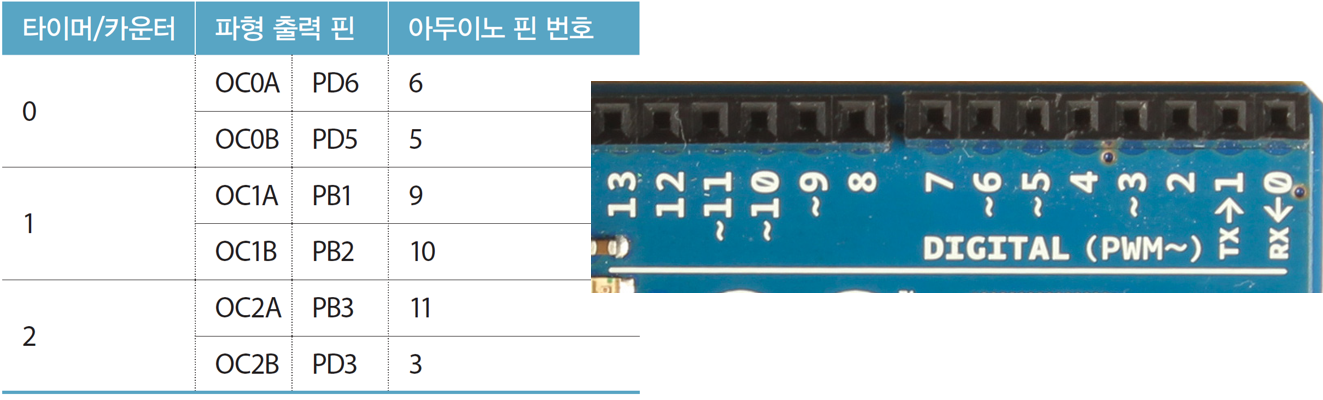 타이머/카운터 파형 출력 핀 아두이노 핀 번호
0 OC0A PD6 6
OC0B PD5 5
1 OC1A PB1 9
OC1B PB2 10
2 OC2A PB3 11
OC2B PD3 3
13 12 ~11 ~10 ~9 8 7 ~6 ~5 4 ~3 2 TX→1 RX←0
DIGITAL (PWM~)